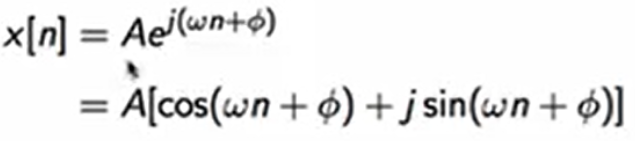 x[n] = Ae^{j(ωn+ϕ)}
= A[cos(ωn + ϕ) + j sin(ωn + ϕ)]